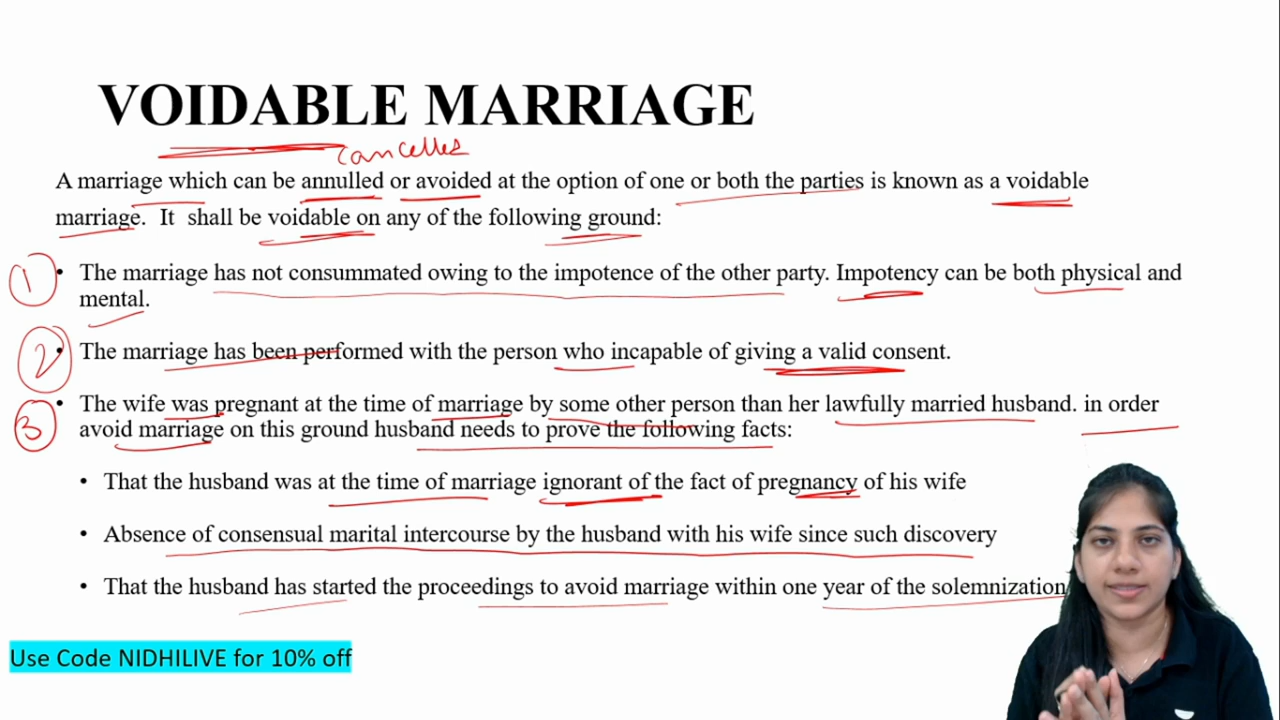 VOIDABLE MARRIAGE
cancelles
A marriage which can be annulled or avoided at the option of one or both the parties is known as a voidable
marriage. It shall be voidable on any of the following ground:
1 • The marriage has not consummated owing to the impotence of the other party. Impotency can be both physical and
mental.
2 • The marriage has been performed with the person who incapable of giving a valid consent.
3 • The wife was pregnant at the time of marriage by some other person than her lawfully married husband. in order
avoid marriage on this ground husband needs to prove the following facts:
• That the husband was at the time of marriage ignorant of the fact of pregnancy of his wife
• Absence of consensual marital intercourse by the husband with his wife since such discovery
• That the husband has started the proceedings to avoid marriage within one year of the solemnization
Use Code NIDHILIVE for 10% off